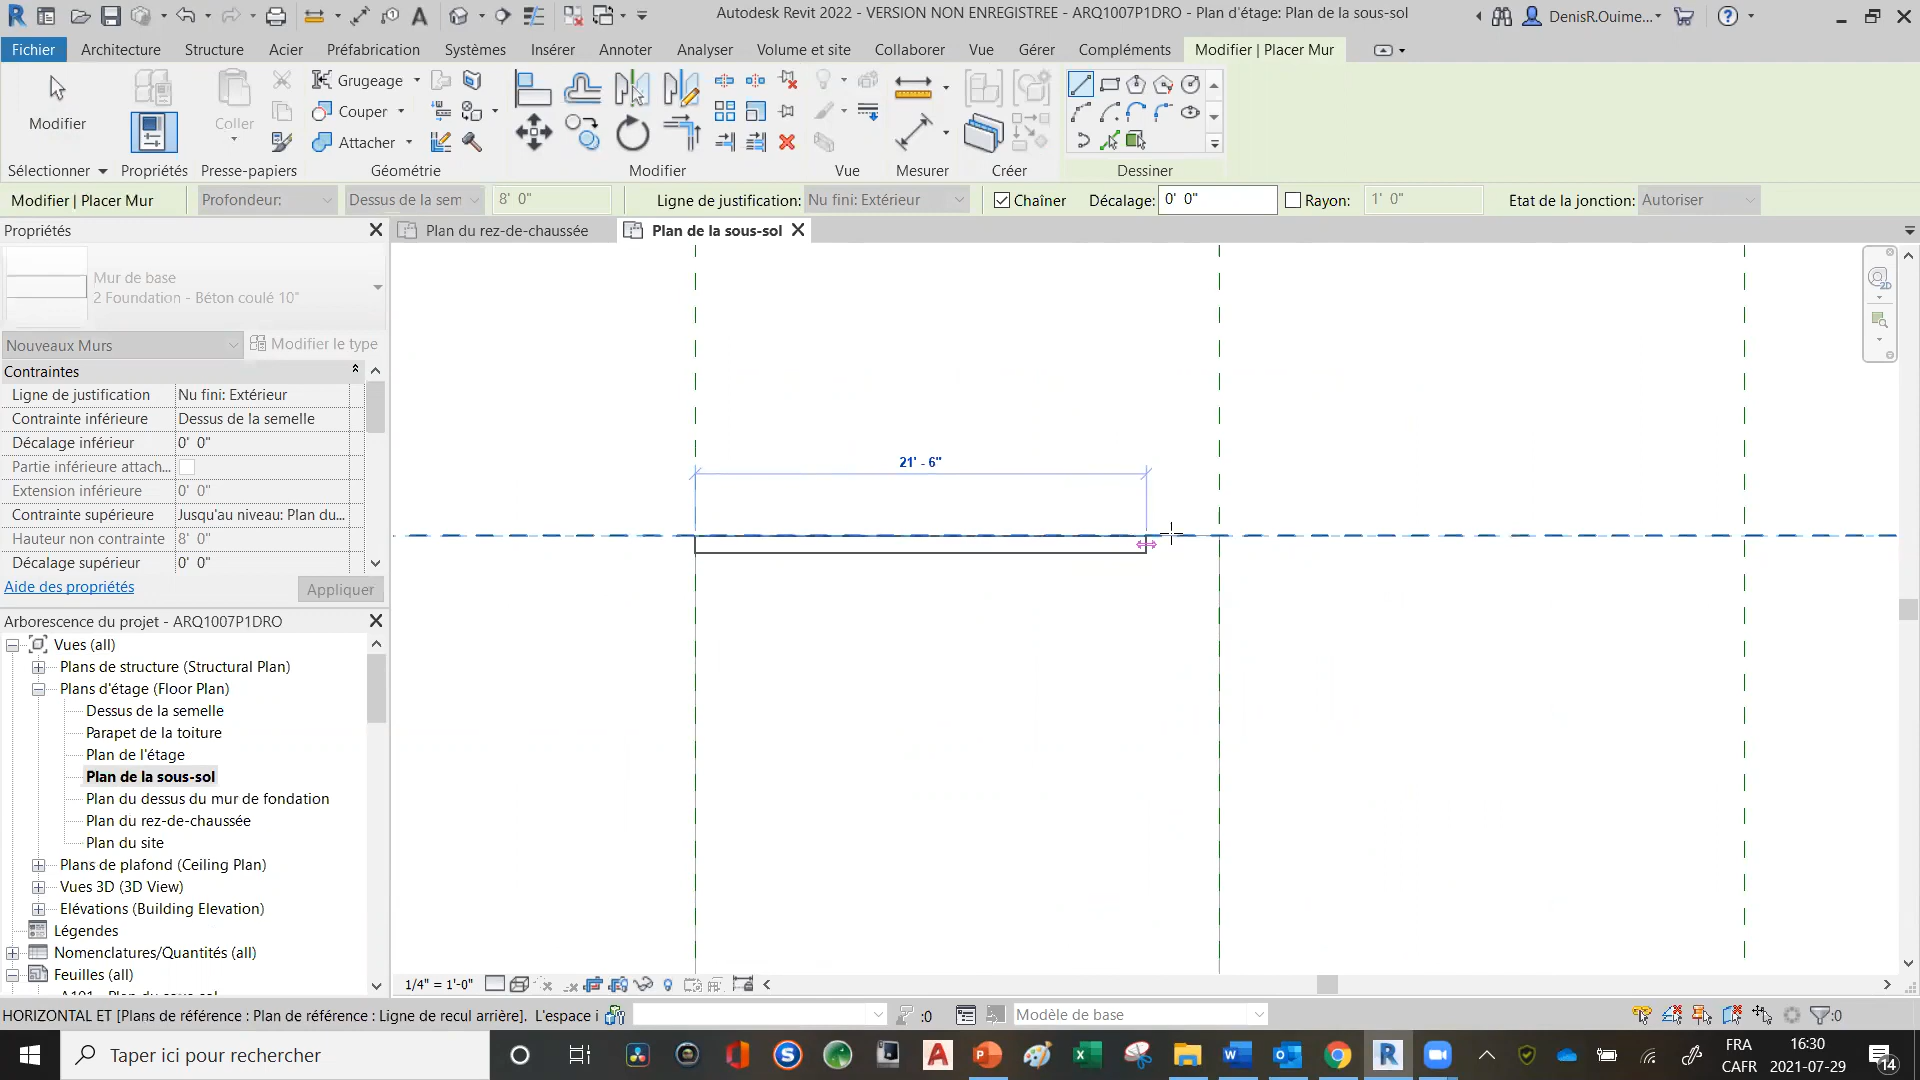 Autodesk Revit 2022 - VERSION NON ENREGISTREE - ARQ1007P1DRO - Plan d'étage: Plan de la sous-sol
DenisR.Ouime...
Fichier Architecture Structure Acier Préfabrication Systèmes Insérer Annoter Analyser Volume et site Collaborer Vue Gérer Compléments Modifier | Placer Mur
Modifier
Coller
Grugeage
Couper
Attacher
Sélectionner Propriétés Presse-papiers Géométrie Modifier Vue Mesurer Créer Dessiner
Modifier | Placer Mur Profondeur: Dessus de la sem 8' 0" Ligne de justification: Nu fini: Extérieur Chaîner Décalage: 0' 0" Rayon: 1' 0" Etat de la jonction: Autoriser
Propriétés
Plan du rez-de-chaussée
Plan de la sous-sol
Mur de base
2 Foundation - Béton coulé 10"
Nouveaux Murs
Modifier le type
Contraintes
Ligne de justification Nu fini: Extérieur
Contrainte inférieure Dessus de la semelle
Décalage inférieur 0' 0"
Partie inférieure attach...
Extension inférieure 0' 0"
Contrainte supérieure Jusqu'au niveau: Plan du...
Hauteur non contrainte 8' 0"
Décalage supérieur 0' 0"
Aide des propriétés
Appliquer
21' - 6"
Arborescence du projet - ARQ1007P1DRO
Vues (all)
Plans de structure (Structural Plan)
Plans d'étage (Floor Plan)
Dessus de la semelle
Parapet de la toiture
Plan de l'étage
Plan de la sous-sol
Plan du dessus du mur de fondation
Plan du rez-de-chaussée
Plan du site
Plans de plafond (Ceiling Plan)
Vues 3D (3D View)
Elévations (Building Elevation)
Légendes
Nomenclatures/Quantités (all)
Feuilles (all)
1/4" = 1'-0"
HORIZONTAL ET [Plans de référence : Plan de référence : Ligne de recul arrière]. L'espace i
:0
Modèle de base
:0
Taper ici pour rechercher
FRA
CAFR
16:30
2021-07-29
14